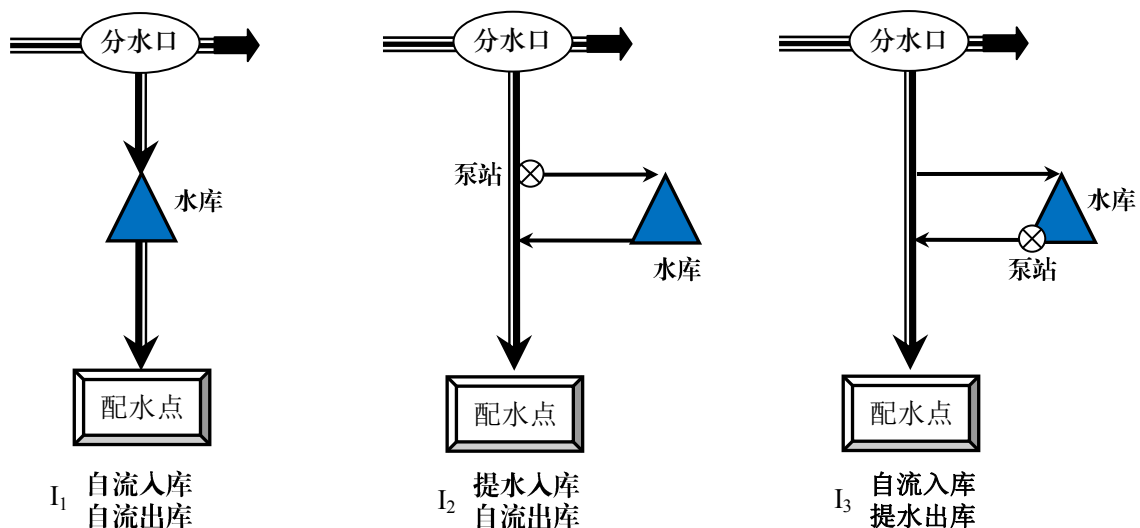 分水口
水库
配水点
I1 自流入库
自流出库
分水口
泵站
水库
配水点
I2 提水入库
自流出库
分水口
水库
泵站
配水点
I3 自流入库
提水出库